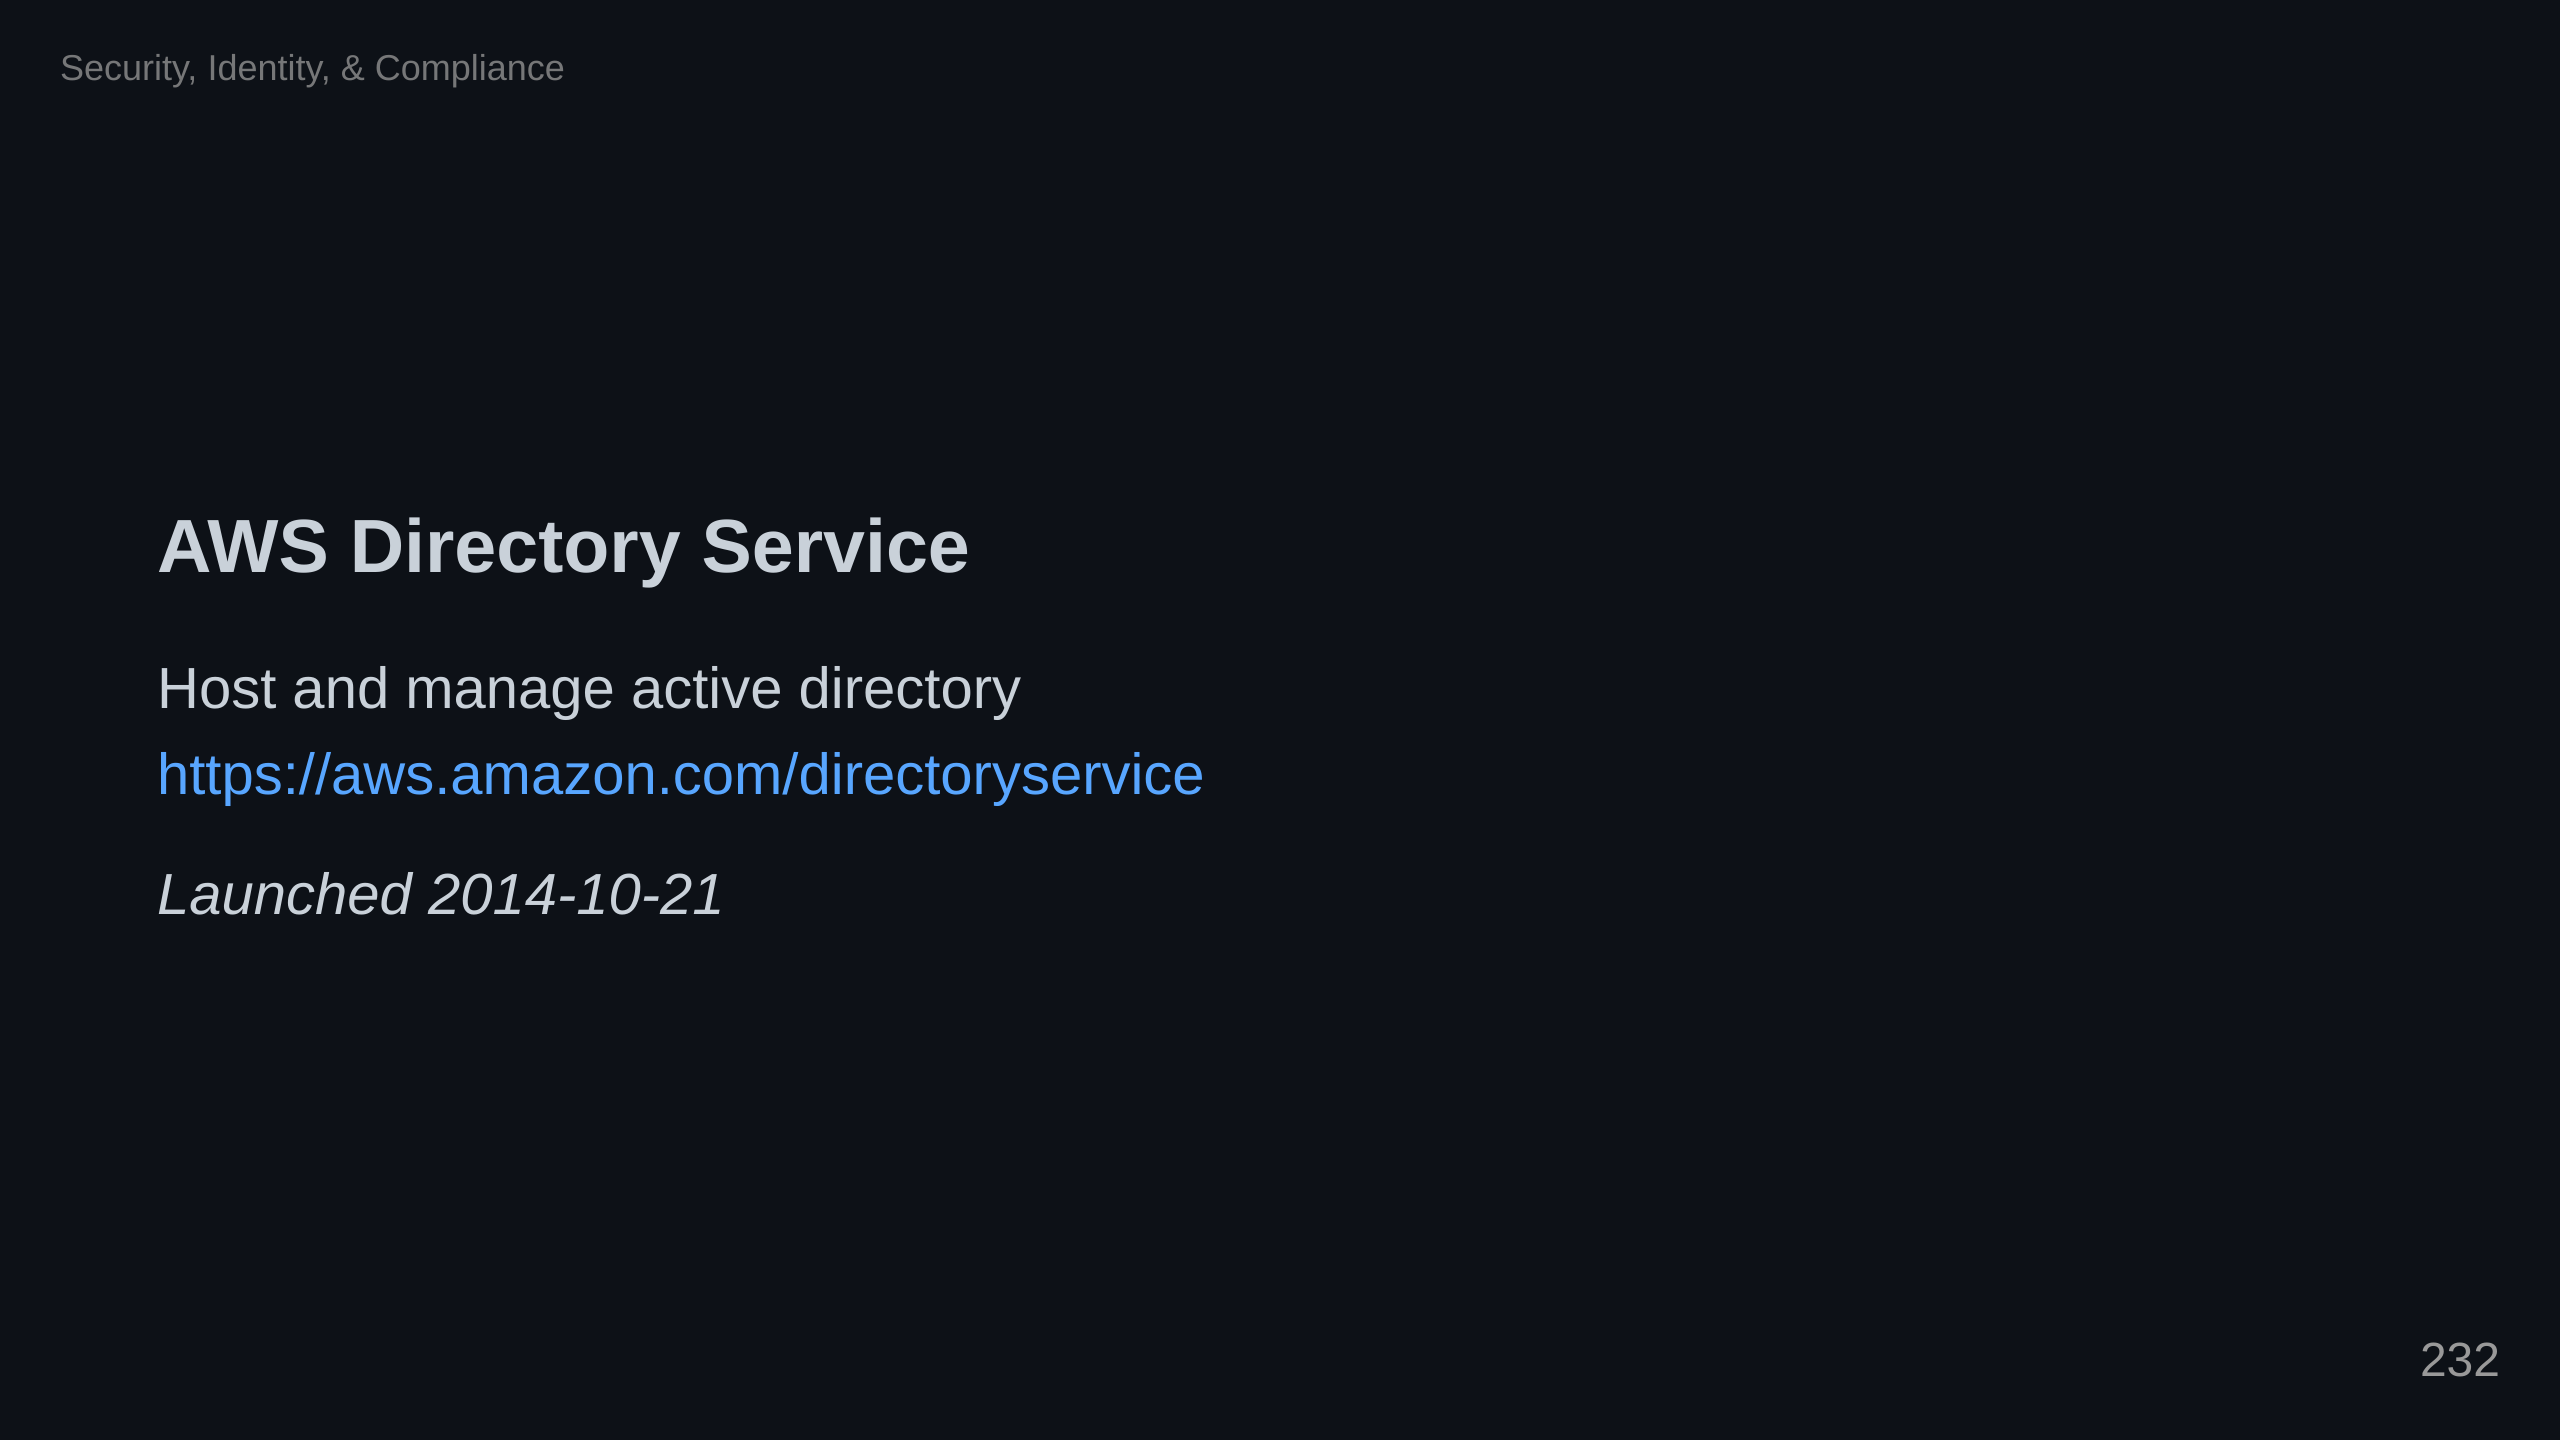 Security, Identity, & Compliance
AWS Directory Service
Host and manage active directory
https://aws.amazon.com/directoryservice
Launched 2014-10-21
232